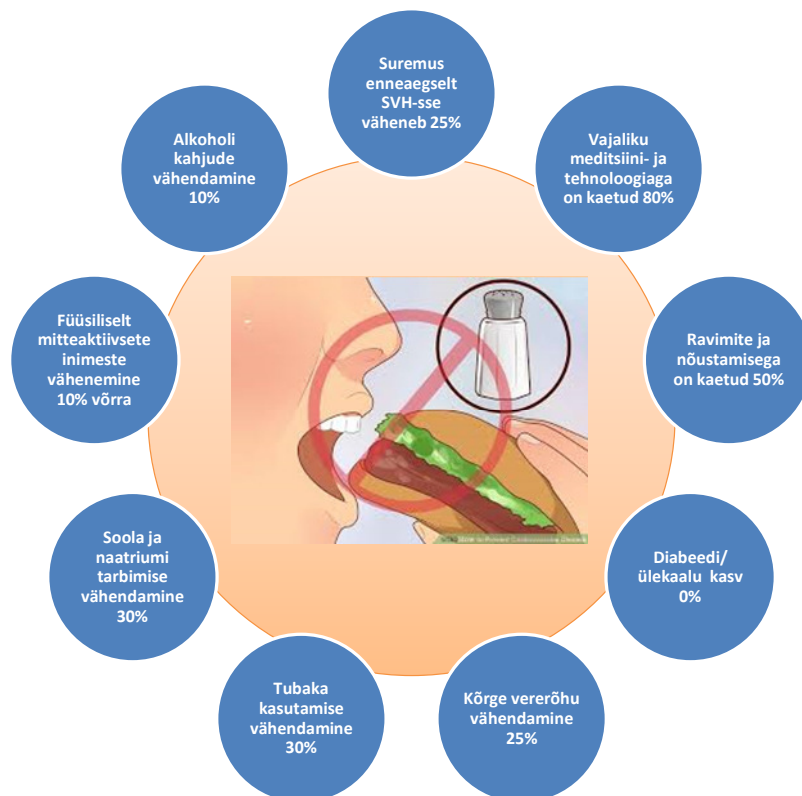 Suremus
enneaegselt
SVH-sse
väheneb 25%
Vajaliku
meditsiini- ja
tehnoloogiaga
on kaetud 80%
Ravimite ja
nõustamisega
on kaetud 50%
Diabeedi/
ülekaalu kasv
0%
Kõrge vererõhu
vähendamine
25%
Tubaka
kasutamise
vähendamine
30%
Soola ja
naatriumi
tarbimise
vähendamine
30%
Füüsiliselt
mitteaktiivsete
inimeste
vähenemine
10% võrra
Alkoholi
kahjude
vähendamine
10%